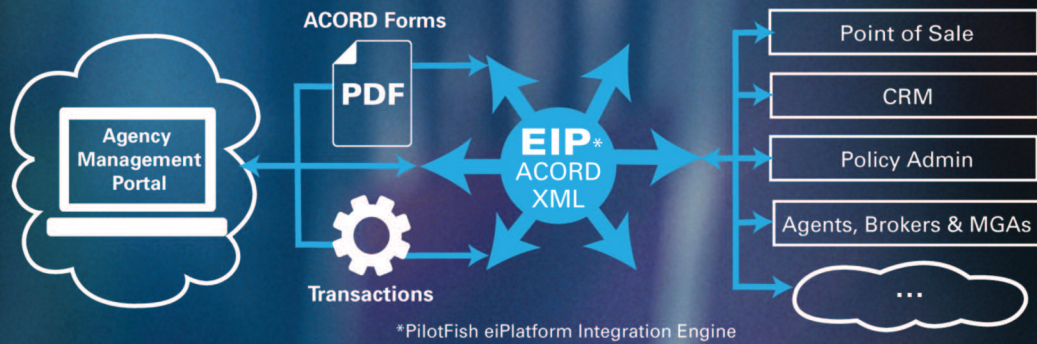 ACORD Forms
PDF
Agency
Management
Portal
Transactions
EIP*
ACORD
XML
Point of Sale
CRM
Policy Admin
Agents, Brokers & MGAs
...
*PilotFish eiPlatform Integration Engine